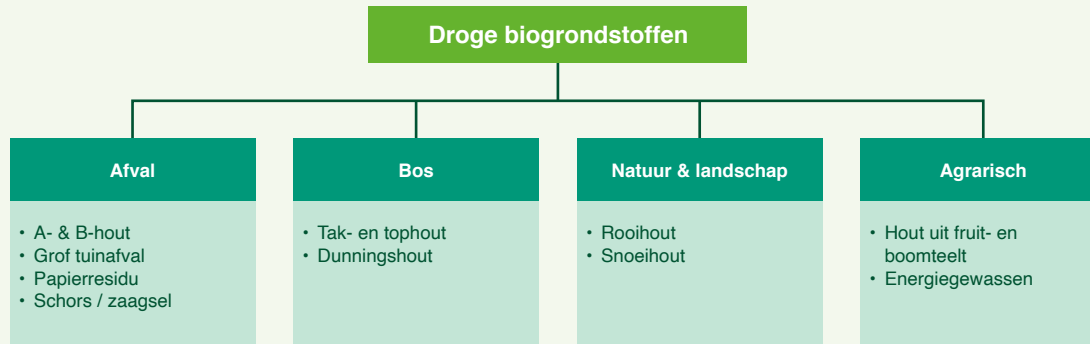 Droge biogrondstoffen
Afval
• A- & B-hout
• Grof tuinafval
• Papierresidu
• Schors / zaagsel
Bos
• Tak- en tophout
• Dunningshout
Natuur & landschap
• Rooihout
• Snoeihout
Agrarisch
• Hout uit fruit- en
boomteelt
• Energiegewassen